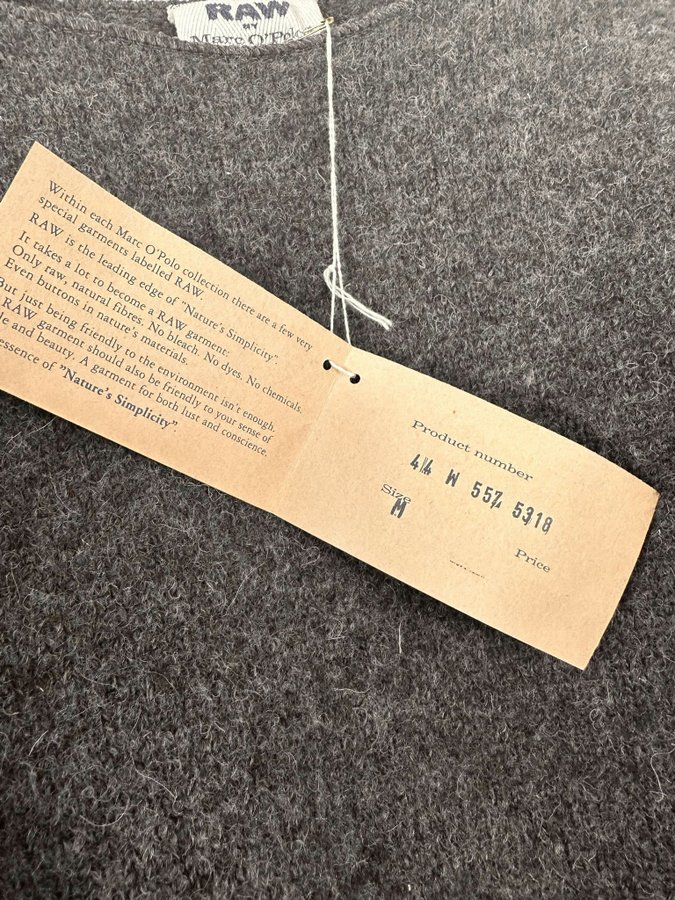 RAW
BY
Marc O'Polo
Within each Marc O'Polo collection there are a few very
special garments labelled RAW.
RAW is the leading edge of "Nature's Simplicity".
It takes a lot to become a RAW garment:
Only raw, natural fibres. No bleach. No dyes. No chemicals.
Even buttons in nature's materials.
But just being friendly to the environment isn't enough.
RAW garment should also be friendly to your sense of
and beauty. A garment for both lust and conscience.
essence of "Nature's Simplicity"
Product number
44 W 557 5318
Size
M
Price